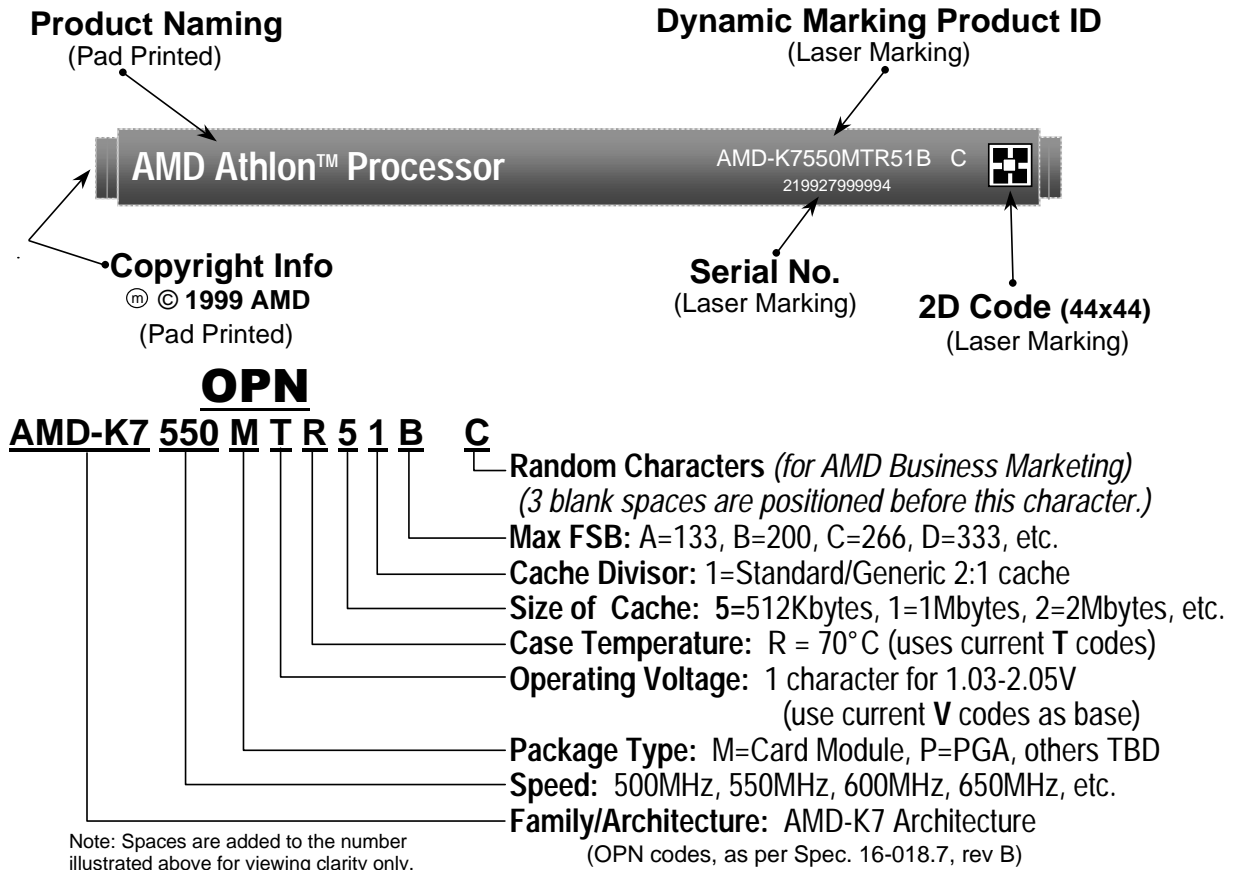 Product Naming
(Pad Printed)
Dynamic Marking Product ID
(Laser Marking)
AMD Athlon™ Processor
AMD-K7550MTR51B C
219927999994
Copyright Info
ⓜ © 1999 AMD
(Pad Printed)
Serial No.
(Laser Marking)
2D Code (44x44)
(Laser Marking)
OPN
AMD-K7 550 M T R 5 1 B C
Random Characters (for AMD Business Marketing)
(3 blank spaces are positioned before this character.)
Max FSB: A=133, B=200, C=266, D=333, etc.
Cache Divisor: 1=Standard/Generic 2:1 cache
Size of Cache: 5=512Kbytes, 1=1Mbytes, 2=2Mbytes, etc.
Case Temperature: R = 70°C (uses current T codes)
Operating Voltage: 1 character for 1.03-2.05V
(use current V codes as base)
Package Type: M=Card Module, P=PGA, others TBD
Speed: 500MHz, 550MHz, 600MHz, 650MHz, etc.
Family/Architecture: AMD-K7 Architecture
(OPN codes, as per Spec. 16-018.7, rev B)
Note: Spaces are added to the number
illustrated above for viewing clarity only.